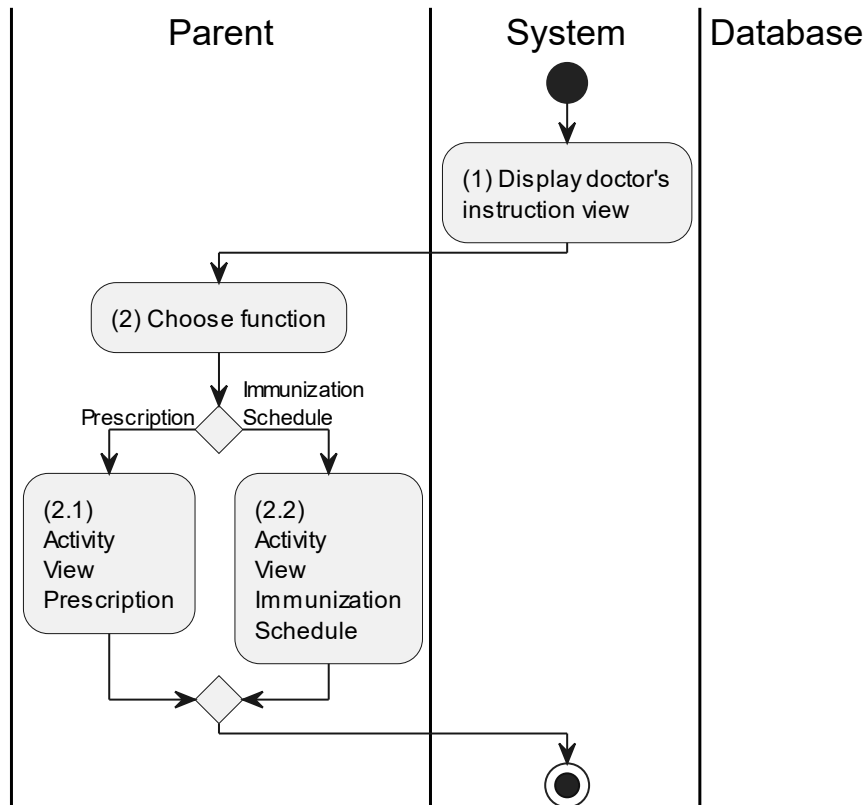 Parent
System
Database
(1) Display doctor's
instruction view
(2) Choose function
Immunization
Prescription
Schedule
(2.1)
Activity
View
Prescription
(2.2)
Activity
View
Immunization
Schedule